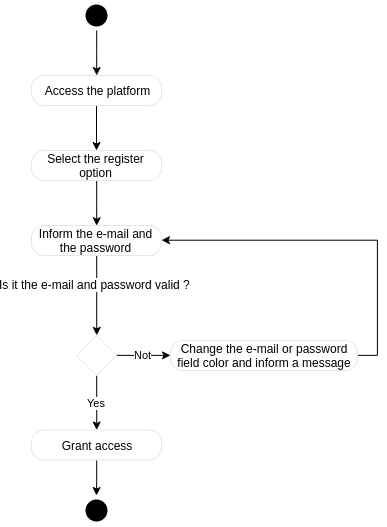 Access the platform
Select the register
option
Inform the e-mail and
the password
Is it the e-mail and password valid ?
Not
Change the e-mail or password
field color and inform a message
Yes
Grant access